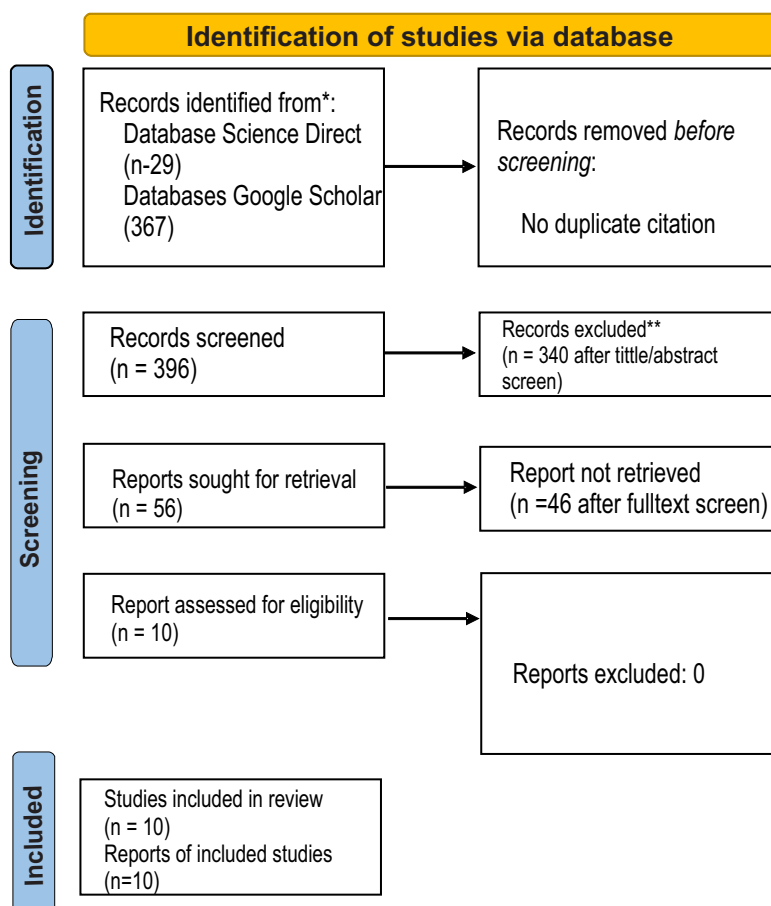 Identification of studies via database
Identification
Records identified from*:
Database Science Direct
(n-29)
Databases Google Scholar
(367)
Records removed before
screening:
No duplicate citation
Screening
Records screened
(n = 396)
Records excluded**
(n = 340 after tittle/abstract
screen)
Reports sought for retrieval
(n = 56)
Report not retrieved
(n =46 after fulltext screen)
Report assessed for eligibility
(n = 10)
Reports excluded: 0
Included
Studies included in review
(n = 10)
Reports of included studies
(n=10)